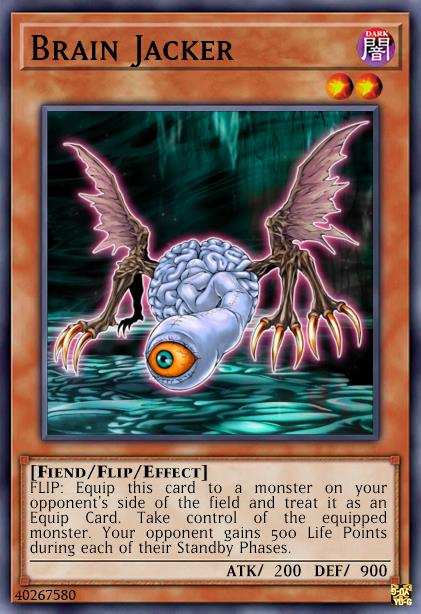 Brain Jacker
DARK
闇
[Fiend/Flip/Effect]
FLIP: Equip this card to a monster on your
opponent's side of the field and treat it as an
Equip Card. Take control of the equipped
monster. Your opponent gains 500 Life Points
during each of their Standby Phases.
ATK/ 200 DEF/ 900
40267580